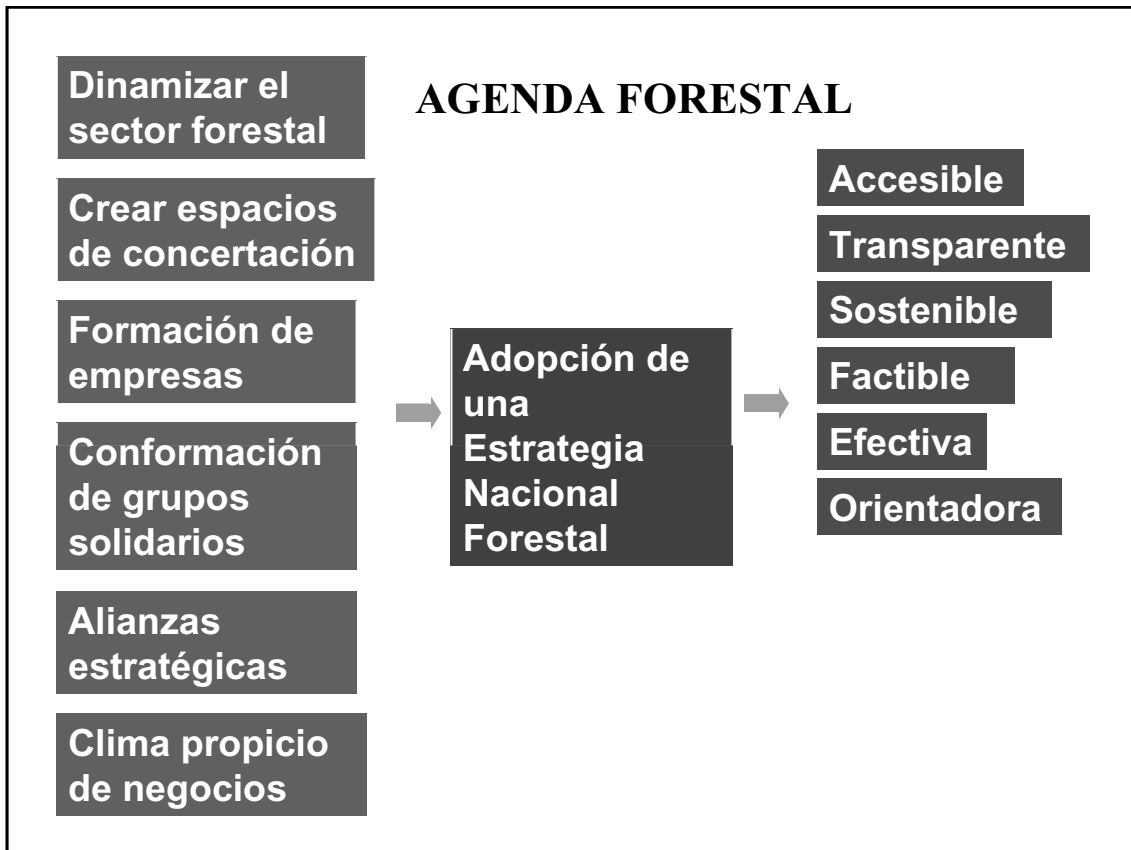 AGENDA FORESTAL
Dinamizar el
sector forestal
Crear espacios
de concertación
Formación de
empresas
Conformación
de grupos
solidarios
Alianzas
estratégicas
Clima propicio
de negocios
Adopción de
una
Estrategia
Nacional
Forestal
Accesible
Transparente
Sostenible
Factible
Efectiva
Orientadora